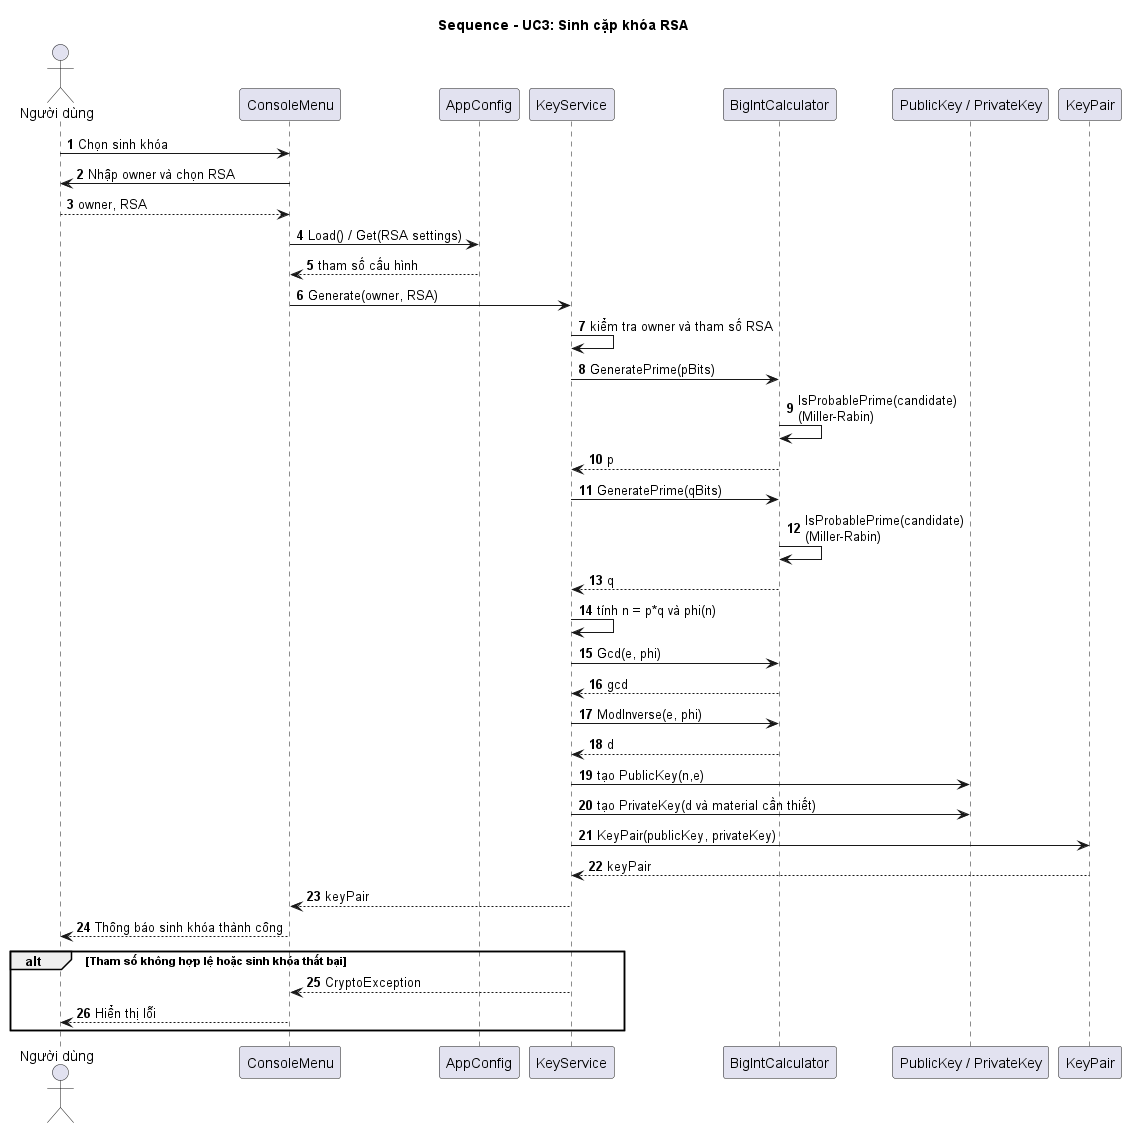 Sequence - UC3: Sinh cặp khóa RSA
Người dùng
ConsoleMenu
AppConfig
KeyService
BigIntCalculator
PublicKey / PrivateKey
KeyPair
1 Chọn sinh khóa
2 Nhập owner và chọn RSA
3 owner, RSA
4 Load() / Get(RSA settings)
5 tham số cấu hình
6 Generate(owner, RSA)
7 kiểm tra owner và tham số RSA
8 GeneratePrime(pBits)
9 IsProbablePrime(candidate)
(Miller-Rabin)
10 p
11 GeneratePrime(qBits)
12 IsProbablePrime(candidate)
(Miller-Rabin)
13 q
14 tính n = p*q và phi(n)
15 Gcd(e, phi)
16 gcd
17 ModInverse(e, phi)
18 d
19 tạo PublicKey(n,e)
20 tạo PrivateKey(d và material cần thiết)
21 KeyPair(publicKey, privateKey)
22 keyPair
23 keyPair
24 Thông báo sinh khóa thành công
alt [Tham số không hợp lệ hoặc sinh khóa thất bại]
25 CryptoException
26 Hiển thị lỗi
Người dùng
ConsoleMenu
AppConfig
KeyService
BigIntCalculator
PublicKey / PrivateKey
KeyPair